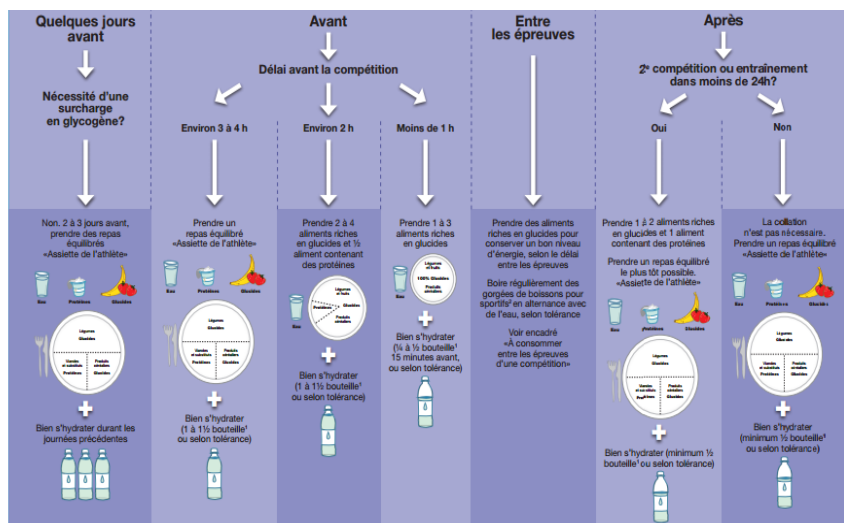 Quelques jours
avant
Nécessité d'une
surcharge
en glycogène?
Non. 2 à 3 jours avant,
prendre des repas
équilibrés
«Assiette de l'athlète»
Eau
Protéines
Glucides
Légumes
Glucides
Viandes
et substituts
Protéines
Produits
céréaliers
Glucides
Bien s'hydrater durant les
journées précédentes
Avant
Délai avant la compétition
Environ 3 à 4 h
Prendre un
repas équilibré
«Assiette de l'athlète»
Eau
Protéines
Glucides
Légumes
Glucides
Viandes
et substituts
Protéines
Produits
céréaliers
Glucides
Bien s'hydrater
(1 à 1½ bouteille¹
ou selon tolérance)
Environ 2 h
Prendre 2 à 4
aliments riches
en glucides et ½
aliment contenant
des protéines
Eau
Légumes
et fruits
Protéines
Glucides
Produits
céréaliers
Bien s'hydrater
(1 à 1½ bouteille¹
ou selon tolérance)
Moins de 1 h
Prendre 1 à 3
aliments riches
en glucides
Eau
Légumes
et fruits
100% Glucides
Produits
céréaliers
Bien s'hydrater
(¼ à ½ bouteille¹
15 minutes avant,
ou selon tolérance)
Entre
les épreuves
Prendre des aliments
riches en glucides pour
conserver un bon niveau
d'énergie, selon le délai
entre les épreuves
Boire régulièrement des
gorgées de boissons pour
sportifs² en alternance avec
de l'eau, selon tolérance
Voir encadré
«À consommer
entre les épreuves
d'une compétition»
Après
2ᵉ compétition ou entraînement
dans moins de 24h?
Oui
Prendre 1 à 2 aliments riches
en glucides et 1 aliment
contenant des protéines
Prendre un repas équilibré
le plus tôt possible.
«Assiette de l'athlète»
Eau
Protéines
Glucides
Légumes
Glucides
Viandes
et substituts
Protéines
Produits
céréaliers
Glucides
Bien s'hydrater (minimum ½
bouteille¹ ou selon tolérance)
Non
La collation
n'est pas nécessaire.
Prendre un repas équilibré
«Assiette de l'athlète»
Eau
Protéines
Glucides
Légumes
Glucides
Viandes
et substituts
Protéines
Produits
céréaliers
Glucides
Bien s'hydrater
(minimum ½ bouteille¹
ou selon tolérance)